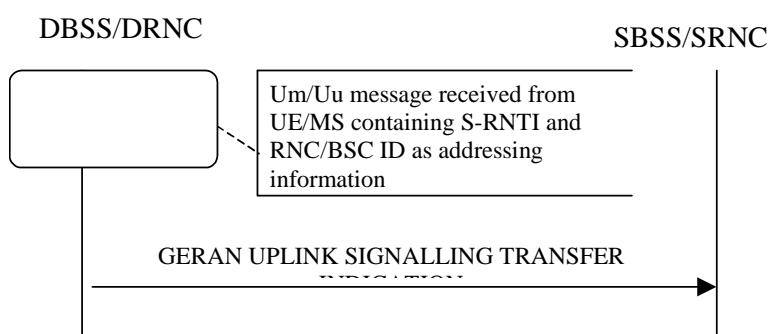 DBSS/DRNC
SBSS/SRNC
Um/Uu message received from
UE/MS containing S-RNTI and
RNC/BSC ID as addressing
information
GERAN UPLINK SIGNALLING TRANSFER